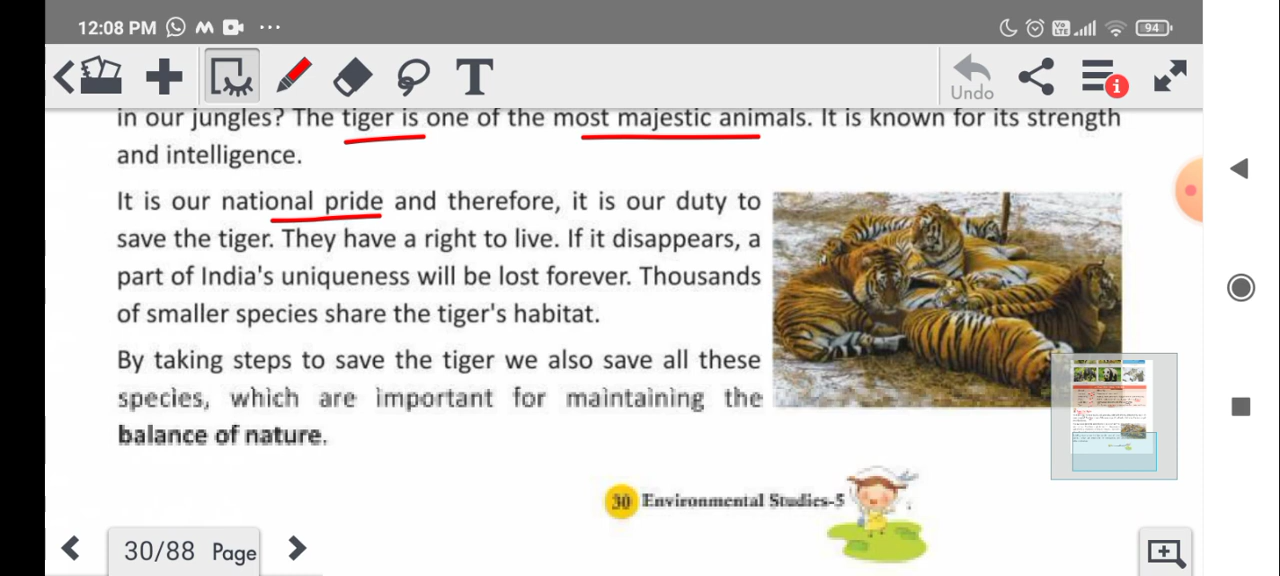 12:08 PM
Vo LTE
94
T
Undo
i
in our jungles? The tiger is one of the most majestic animals. It is known for its strength
and intelligence.
It is our national pride and therefore, it is our duty to
save the tiger. They have a right to live. If it disappears, a
part of India's uniqueness will be lost forever. Thousands
of smaller species share the tiger's habitat.
By taking steps to save the tiger we also save all these
species, which are important for maintaining the
balance of nature.
30 Environmental Studies-5
30/88 Page